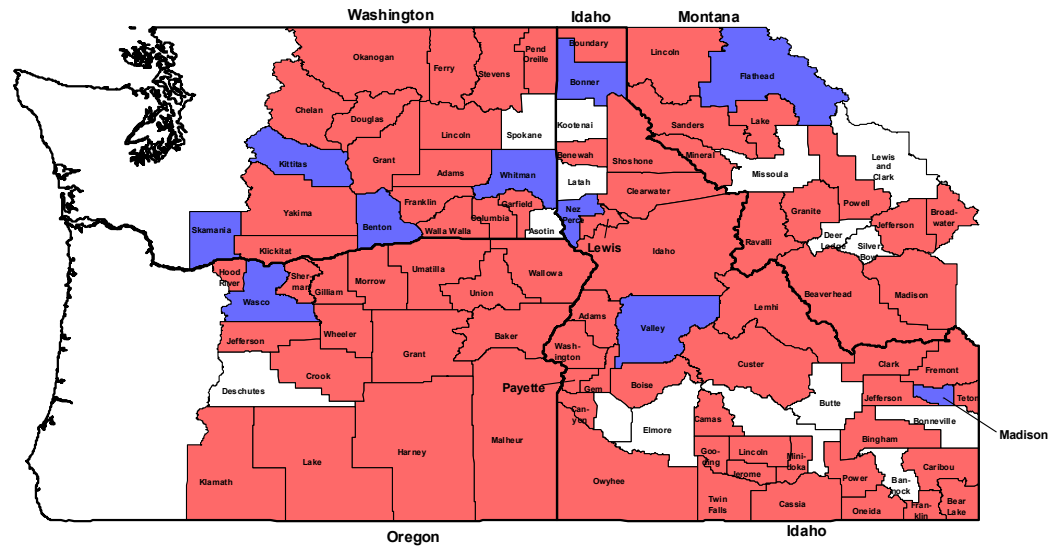 Washington
Idaho
Montana
Okanogan
Ferry
Stevens
Pend
Oreille
Boundary
Bonner
Lincoln
Flathead
Chelan
Douglas
Lincoln
Spokane
Kootenai
Sanders
Lake
Kittitas
Grant
Adams
Whitman
Benewah
Latah
Shoshone
Mineral
Missoula
Lewis
and
Clark
Clearwater
Skamania
Yakima
Benton
Franklin
Walla Walla
Columbia
Garfield
Asotin
Nez
Perce
Lewis
Idaho
Ravalli
Granite
Powell
Deer
Lodge
Silver
Bow
Jefferson
Broad-
water
Klickitat
Hood
River
Wasco
Sher-
man
Gilliam
Morrow
Umatilla
Union
Wallowa
Beaverhead
Madison
Jefferson
Wheeler
Grant
Baker
Adams
Wash-
ington
Valley
Lemhi
Deschutes
Crook
Payette
Gem
Boise
Custer
Clark
Fremont
Jefferson
Teton
Madison
Can-
yon
Elmore
Camas
Butte
Bonneville
Klamath
Lake
Harney
Malheur
Owyhee
Goo-
ding
Lincoln
Jerome
Mini-
doka
Bingham
Power
Ban-
nock
Caribou
Twin
Falls
Cassia
Oneida
Fran-
klin
Bear
Lake
Oregon
Idaho